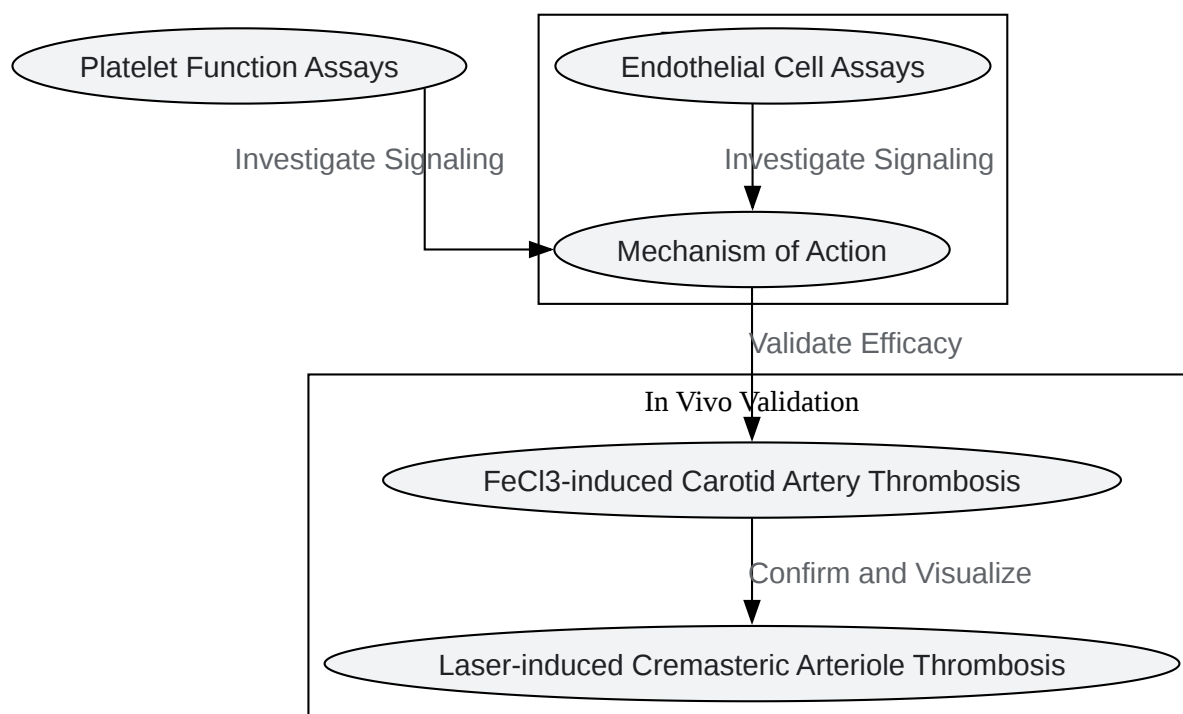 Platelet Function Assays
Endothelial Cell Assays
Investigate Signaling
Investigate Signaling
Mechanism of Action
Validate Efficacy
In Vivo Validation
FeCl3-induced Carotid Artery Thrombosis
Confirm and Visualize
Laser-induced Cremasteric Arteriole Thrombosis